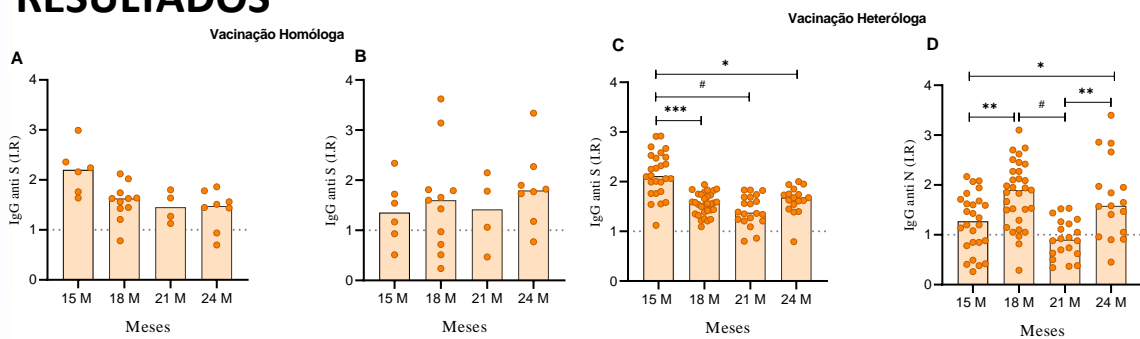 RESULTADOS
Vacinação Homóloga
Vacinação Heteróloga
A
B
C
D
IgG anti S (I.R)
4
3
2
1
0
15 M 18 M 21 M 24 M
Meses
IgG anti S (I.R)
4
3
2
1
0
15 M 18 M 21 M 24 M
Meses
IgG anti S (I.R)
4
3
2
1
0
*
#
***
15 M 18 M 21 M 24 M
Meses
IgG anti N (I.R)
4
3
2
1
0
*
** # **
15 M 18 M 21 M 24 M
Meses